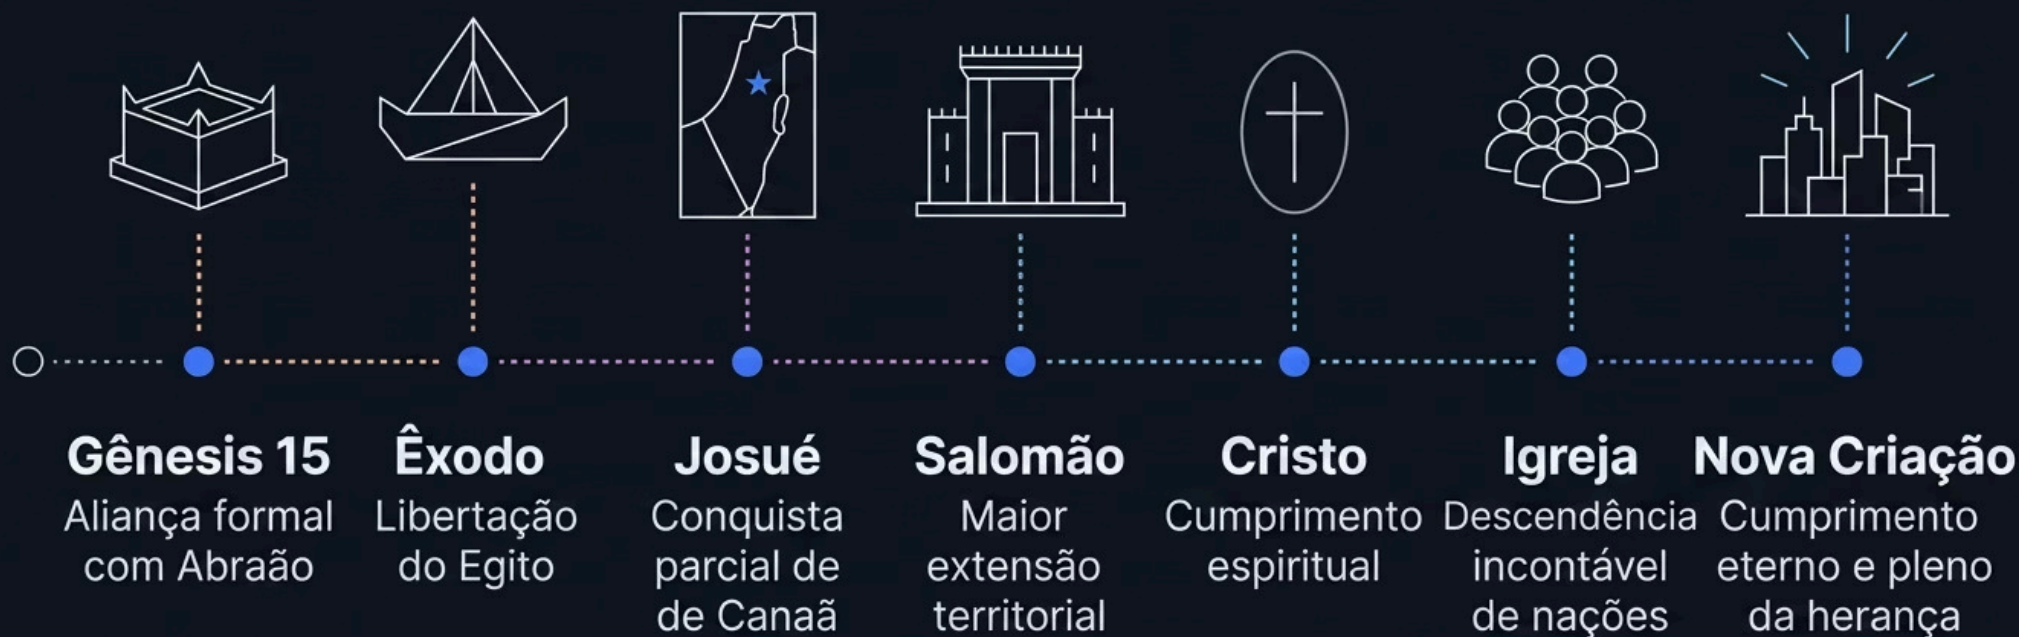 Gênesis 15
Aliança formal
com Abraão
Êxodo
Libertação
do Egito
Josué
Conquista
parcial de
de Canaã
Salomão
Maior
extensão
territorial
Cristo
Cumprimento
espiritual
Igreja
Descendência
incontável
de nações
Nova Criação
Cumprimento
eterno e pleno
da herança